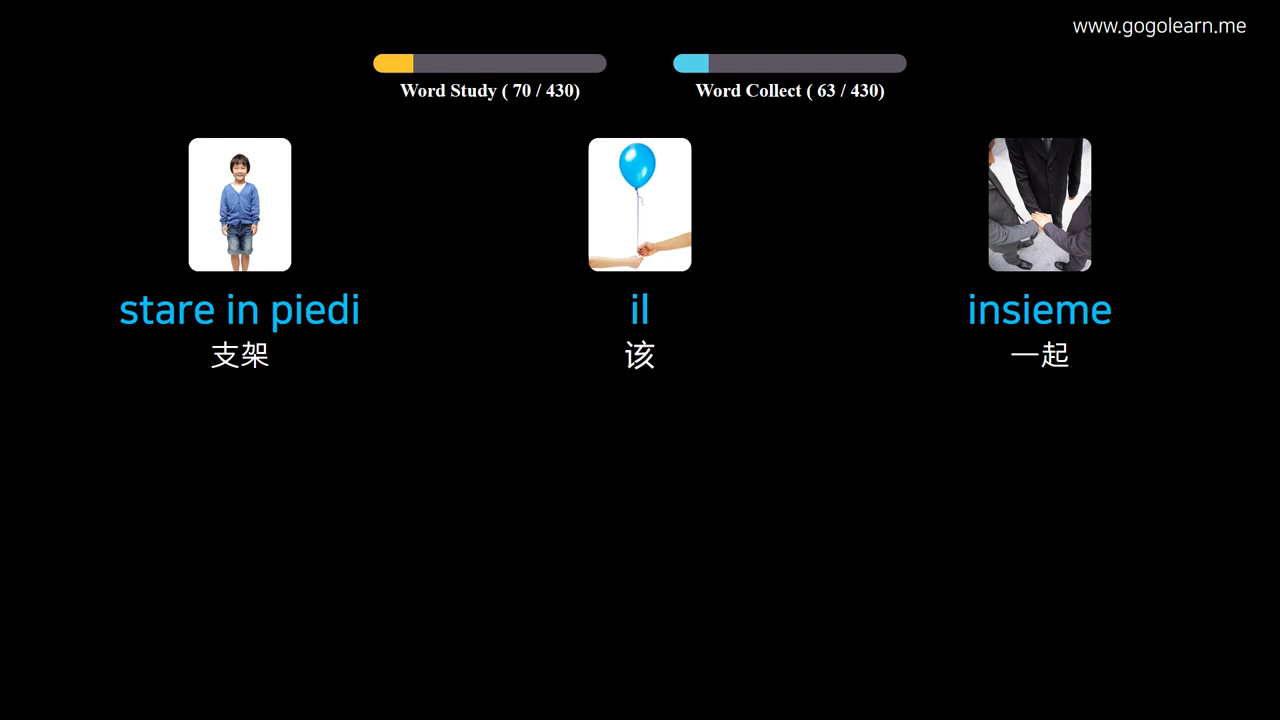 www.gogolearn.me
Word Study ( 70 / 430)
Word Collect ( 63 / 430)
stare in piedi
支架
il
该
insieme
一起